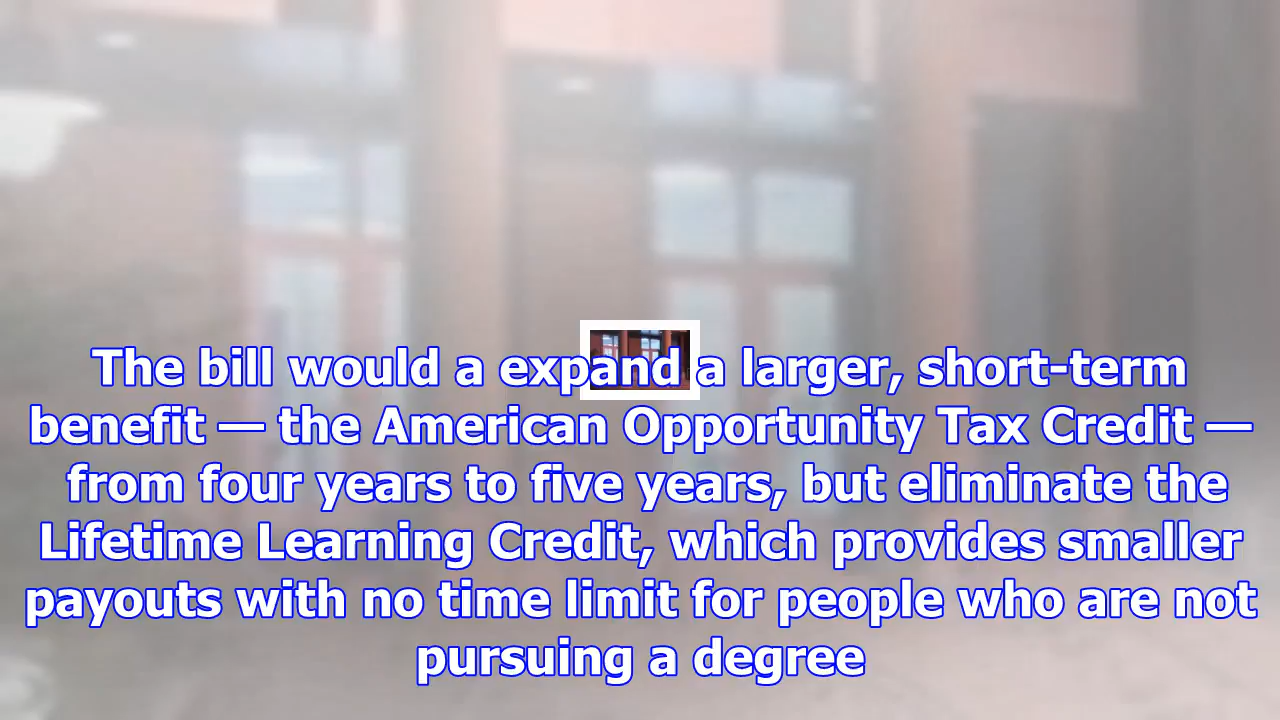 The bill would a expand a larger, short-term
benefit — the American Opportunity Tax Credit —
from four years to five years, but eliminate the
Lifetime Learning Credit, which provides smaller
payouts with no time limit for people who are not
pursuing a degree